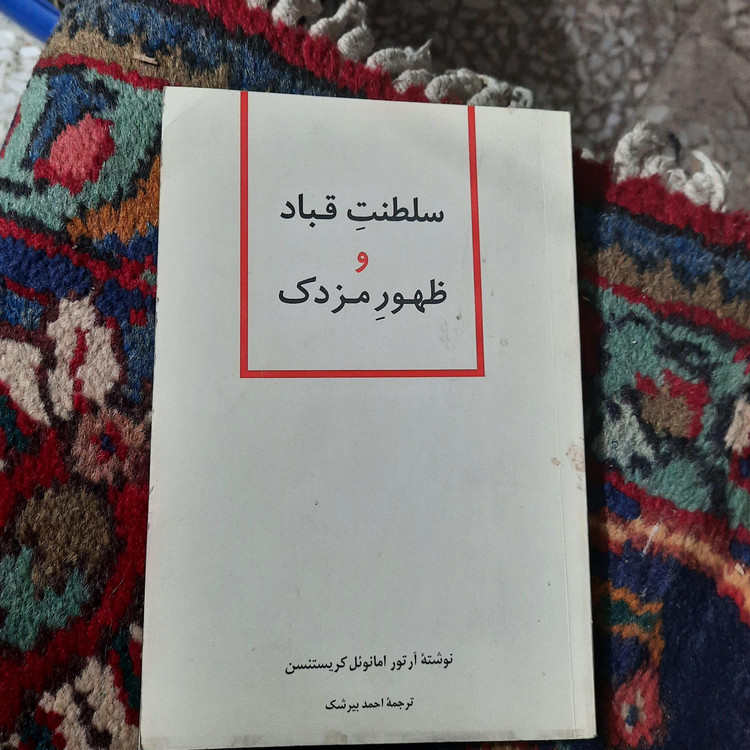 سلطنتِ قباد
و
ظهورِ مزدک
نوشتهٔ آرتور امانوئل کریستنسن
ترجمهٔ احمد بیرشک